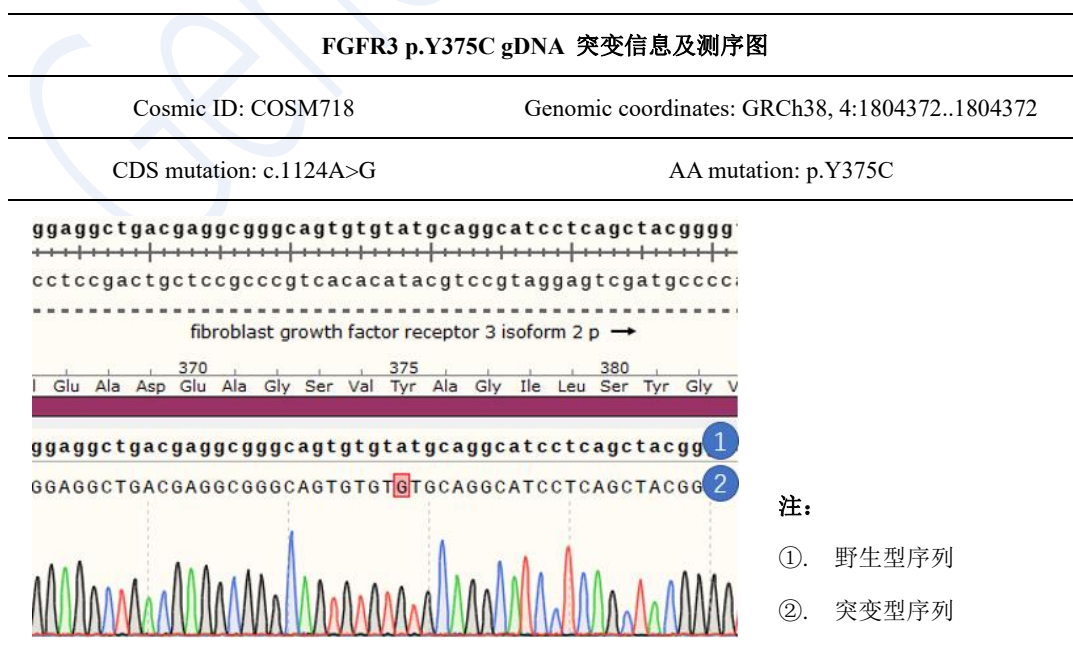 FGFR3 p.Y375C gDNA 突变信息及测序图
Cosmic ID: COSM718 Genomic coordinates: GRCh38, 4:1804372..1804372
CDS mutation: c.1124A>G AA mutation: p.Y375C
ggaggctgacgaggcgggcagtgtgtatgcaggcatcctcagctacgggg
cctccgactgctccgcccgtcacacatacgtccgtaggagtcgatgcccc
fibroblast growth factor receptor 3 isoform 2 p →
370 375 380
Glu Ala Asp Glu Ala Gly Ser Val Tyr Ala Gly Ile Leu Ser Tyr Gly V
ggaggctgacgaggcgggcagtgtgtatgcaggcatcctcagctacgg 1
GGAGGCTGACGAGGCGGGCAGTGTGTGTGCAGGCATCCTCAGCTACGG 2
注：
①. 野生型序列
②. 突变型序列